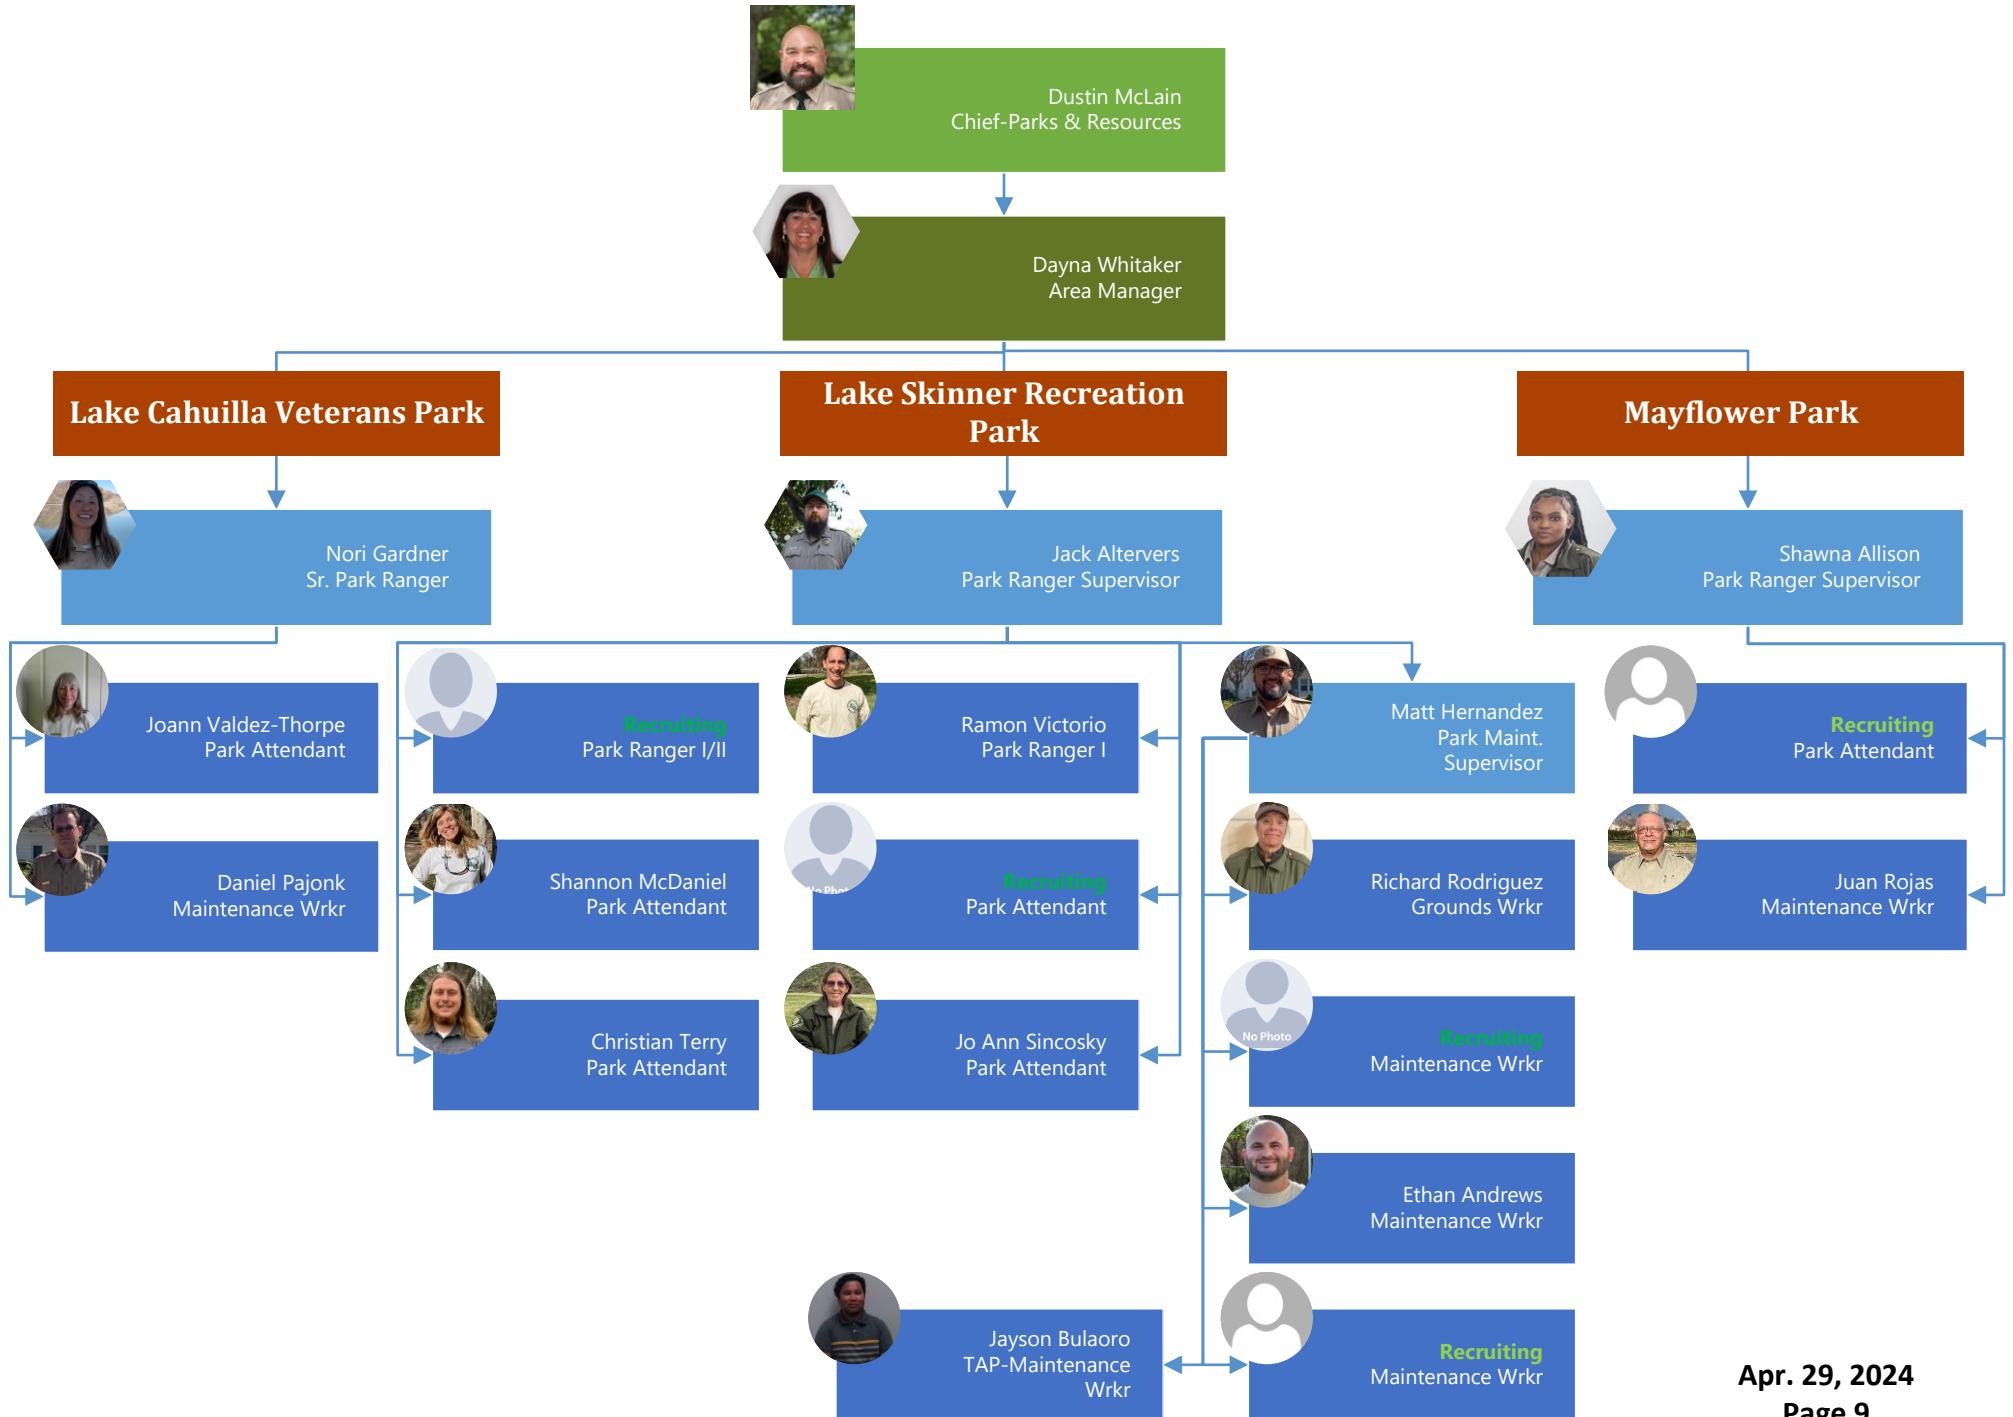 Dustin McLain
Chief-Parks & Resources
Dayna Whitaker
Area Manager
Lake Cahuilla Veterans Park
Lake Skinner Recreation
Park
Mayflower Park
Nori Gardner
Sr. Park Ranger
Jack Altervers
Park Ranger Supervisor
Shawna Allison
Park Ranger Supervisor
Joann Valdez-Thorpe
Park Attendant
Recruiting
Park Ranger I/II
Ramon Victorio
Park Ranger I
Matt Hernandez
Park Maint.
Supervisor
Recruiting
Park Attendant
Daniel Pajonk
Maintenance Wrkr
Shannon McDaniel
Park Attendant
No Photo
Recruiting
Park Attendant
Richard Rodriguez
Grounds Wrkr
Juan Rojas
Maintenance Wrkr
Christian Terry
Park Attendant
Jo Ann Sincosky
Park Attendant
No Photo
Recruiting
Maintenance Wrkr
Ethan Andrews
Maintenance Wrkr
Jayson Bulaoro
TAP-Maintenance
Wrkr
Recruiting
Maintenance Wrkr
Apr. 29, 2024
Page 9